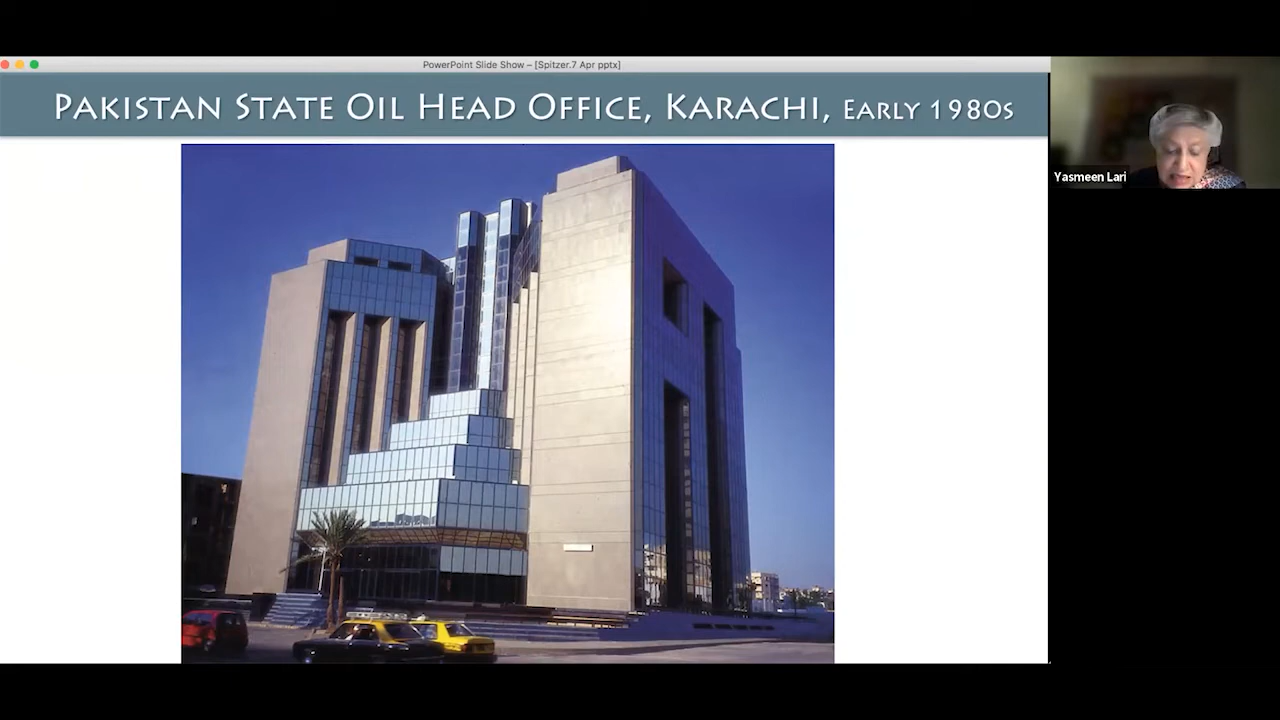 PowerPoint Slide Show – [Spitzer.7 Apr pptx]
Pakistan State Oil Head Office, Karachi, Early 1980s
Yasmeen Lari